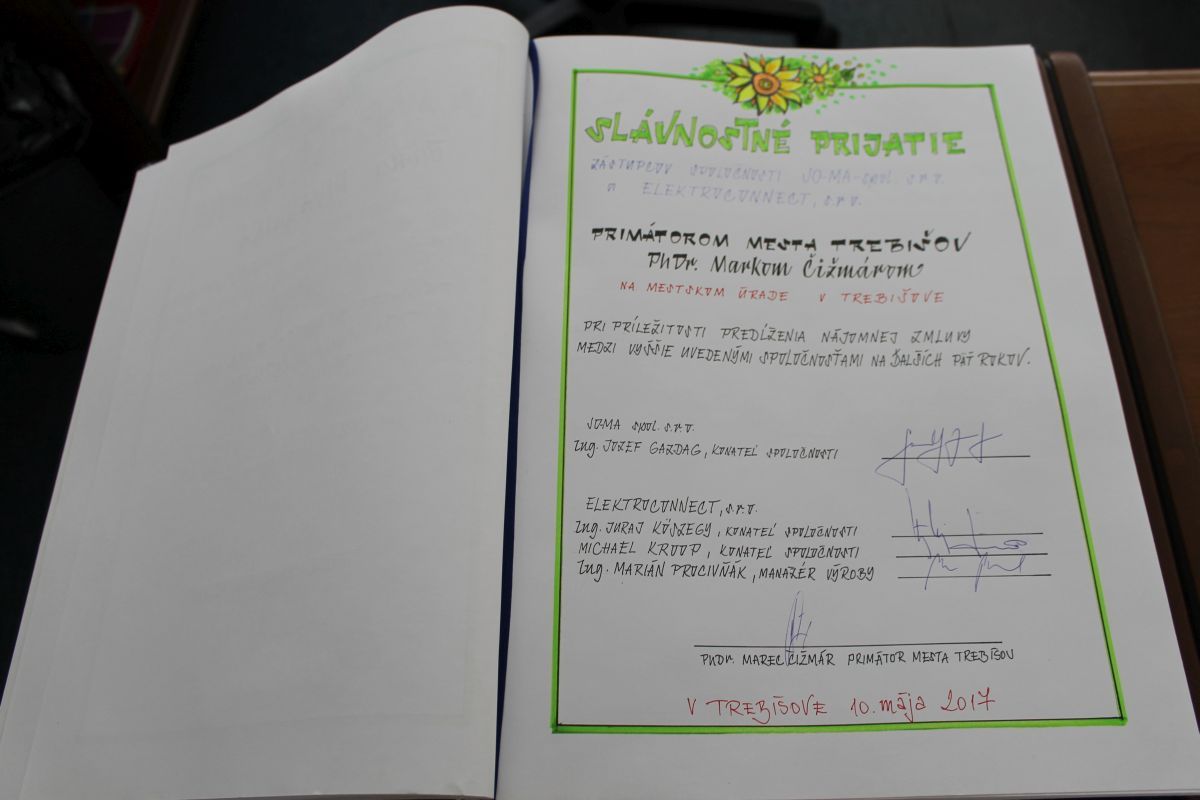 SLÁVNOSTNÉ PRIJATIE
ZÁSTUPCOV SPOLOČNOSTI JO-MA-spol. s.r.o.
a ELEKTROCONNECT, s.r.o.
PRIMÁTOROM MESTA TREBIŠOV
PhDr. Markom Čižmárom
NA MESTSKOM ÚRADE V TREBIŠOVE
PRI PRÍLEŽITOSTI PREDĹŽENIA NÁJOMNEJ ZMLUVY
MEDZI VYŠŠIE UVEDENÝMI SPOLOČNOSŤAMI NA ĎALŠÍCH PÄŤ ROKOV.
JO-MA spol. s.r.o.
Ing. JOZEF GAZDAG, KONATEĽ SPOLOČNOSTI
ELEKTROCONNECT, s.r.o.
Ing. JURAJ KÖSZEGY, KONATEĽ SPOLOČNOSTI
MICHAEL KROOP, KONATEĽ SPOLOČNOSTI
Ing. MARIÁN PROCIVŇÁK, MANAŽÉR VÝROBY
PhDr. MAREC ČIŽMÁR PRIMÁTOR MESTA TREBIŠOV
V TREBIŠOVE 10. mája 2017